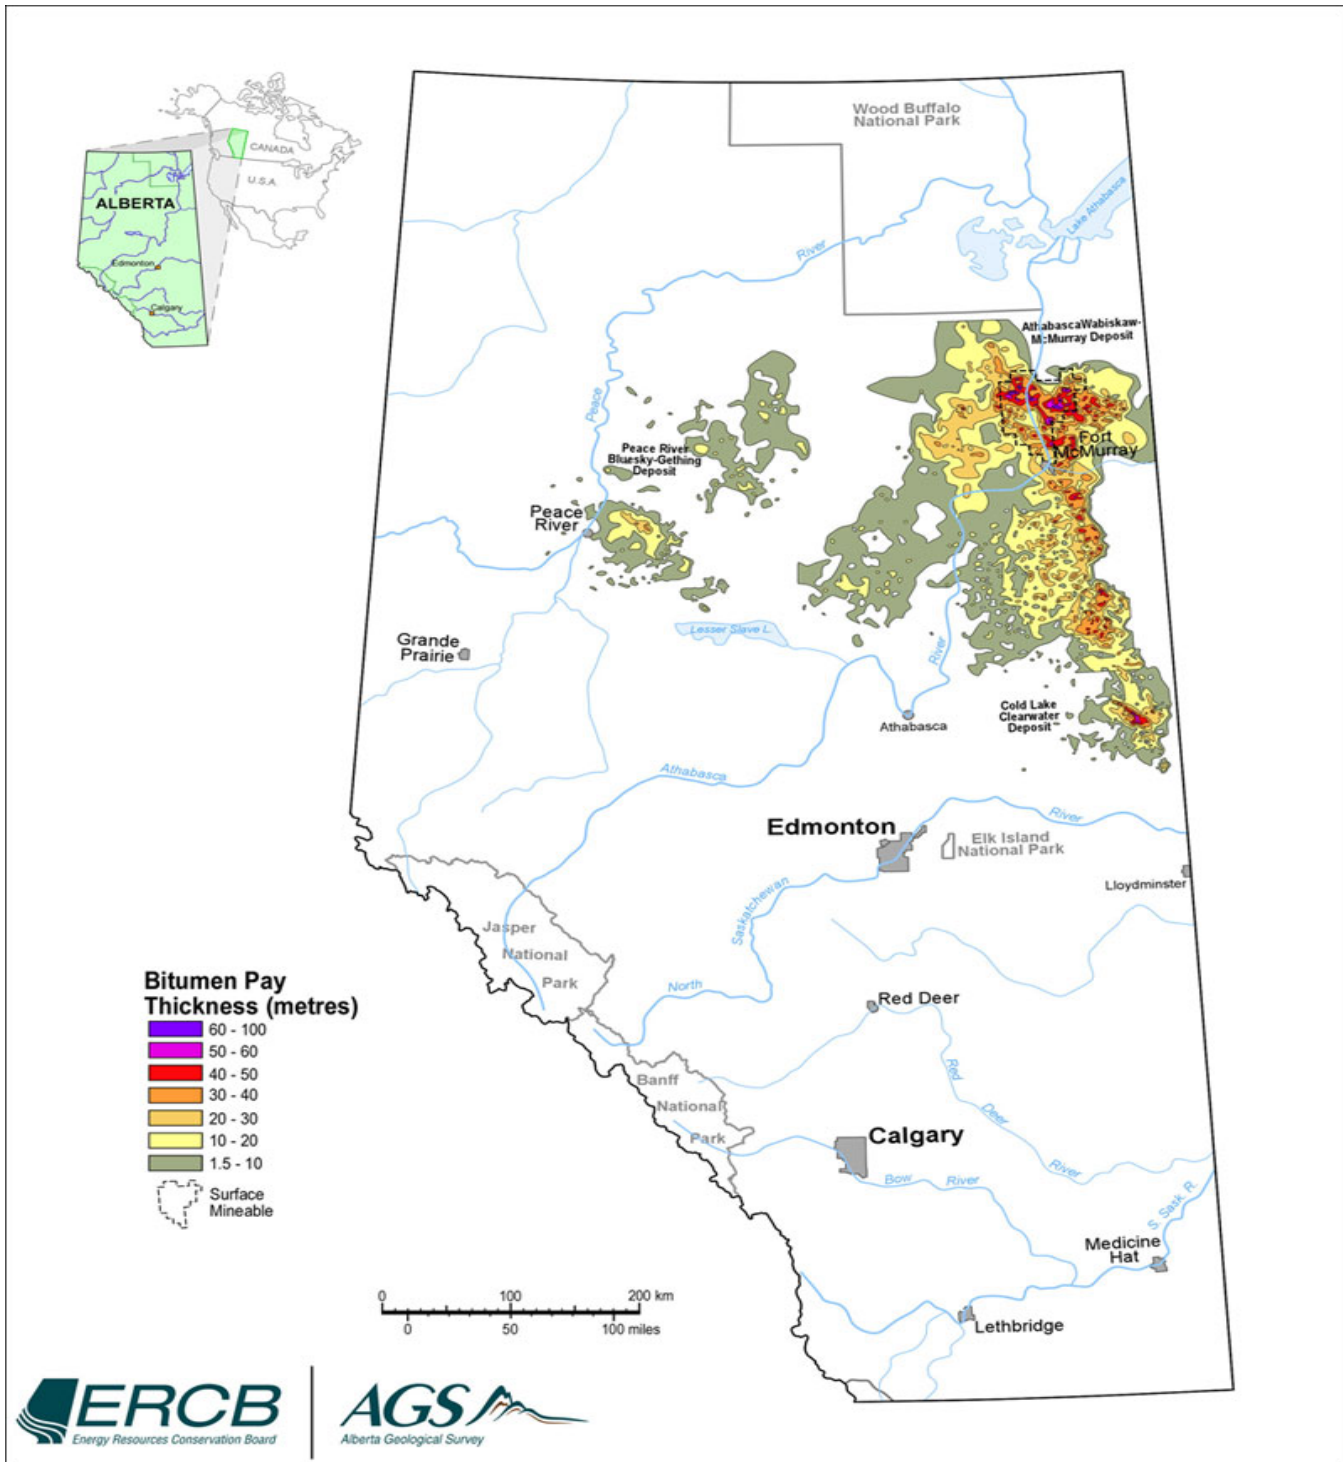 CANADA
U.S.A.
ALBERTA
Edmonton
Calgary
Wood Buffalo
National Park
Lake Athabasca
River
AthabascaWabiskaw-
McMurray Deposit
Peace
Fort
McMurray
Peace River
Bluesky-Gething
Deposit
Peace
River
Lesser Slave L.
Grande
Prairie
River
Cold Lake
Clearwater
Deposit
Athabasca
Athabasca
Edmonton
River
Elk Island
National Park
Lloydminster
Saskatchewan
Jasper
National
Park
North
Red Deer
Bitumen Pay
Thickness (metres)
60 - 100
50 - 60
40 - 50
30 - 40
20 - 30
10 - 20
1.5 - 10
Surface
Mineable
Banff
National
Park
Red
Deer
River
Calgary
Bow
River
S. Sask. R.
Medicine
Hat
Lethbridge
0 100 200 km
0 50 100 miles
ERCB
Energy Resources Conservation Board
AGS
Alberta Geological Survey